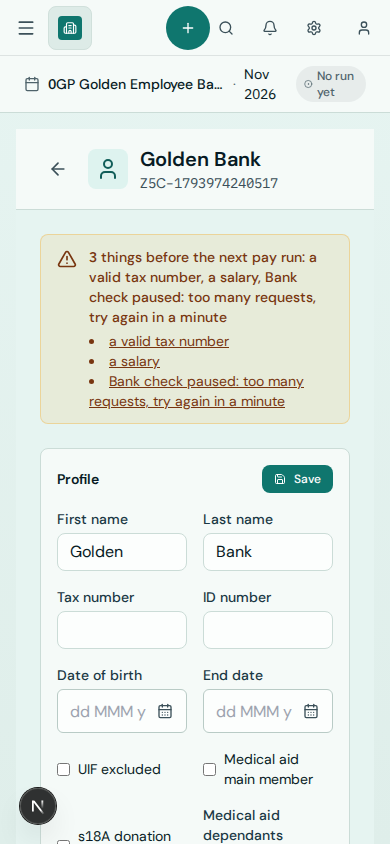 0GP Golden Employee Ba...
·
Nov
2026
No run
yet
Golden Bank
Z5C-1793974240517
3 things before the next pay run: a
valid tax number, a salary, Bank
check paused: too many requests,
try again in a minute
• a valid tax number
• a salary
• Bank check paused: too many
requests, try again in a minute
Profile
Save
First name
Last name
Golden
Bank
Tax number
ID number
Date of birth
End date
dd MMM y
dd MMM y
UIF excluded
Medical aid
main member
s18A donation
Medical aid
dependants
N